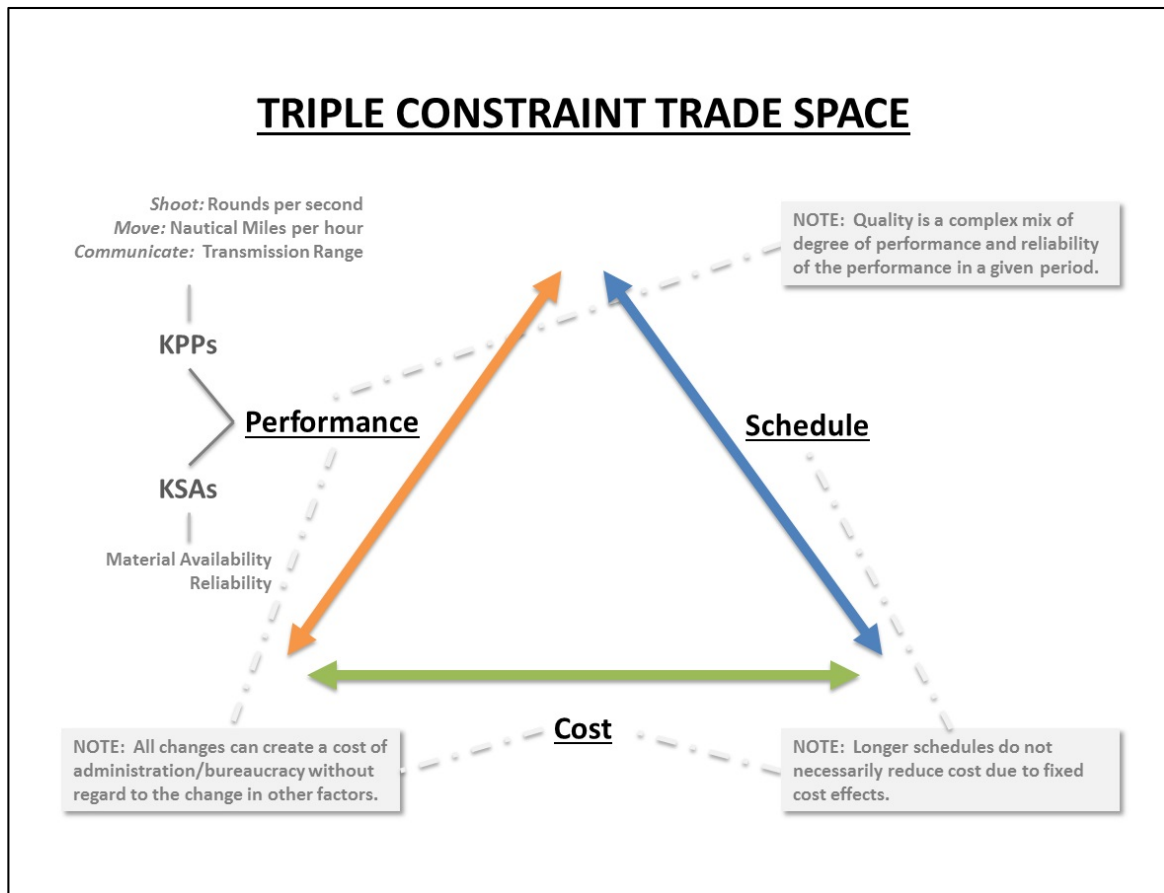 TRIPLE CONSTRAINT TRADE SPACE
Shoot: Rounds per second
Move: Nautical Miles per hour
Communicate: Transmission Range
NOTE: Quality is a complex mix of
degree of performance and reliability
of the performance in a given period.
KPPs
Performance
Schedule
KSAs
Material Availability
Reliability
Cost
NOTE: All changes can create a cost of
administration/bureaucracy without
regard to the change in other factors.
NOTE: Longer schedules do not
necessarily reduce cost due to fixed
cost effects.